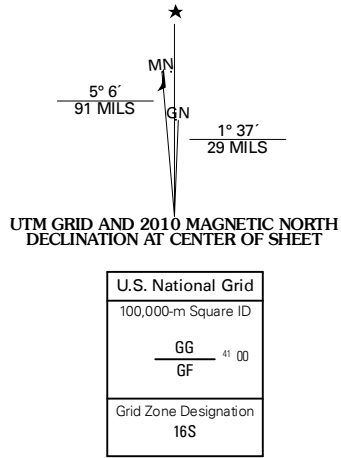 ★
MN
5° 6´
91 MILS
GN
1° 37´
29 MILS
UTM GRID AND 2010 MAGNETIC NORTH
DECLINATION AT CENTER OF SHEET
U.S. National Grid
100,000-m Square ID
GG
41 00
GF
Grid Zone Designation
16S